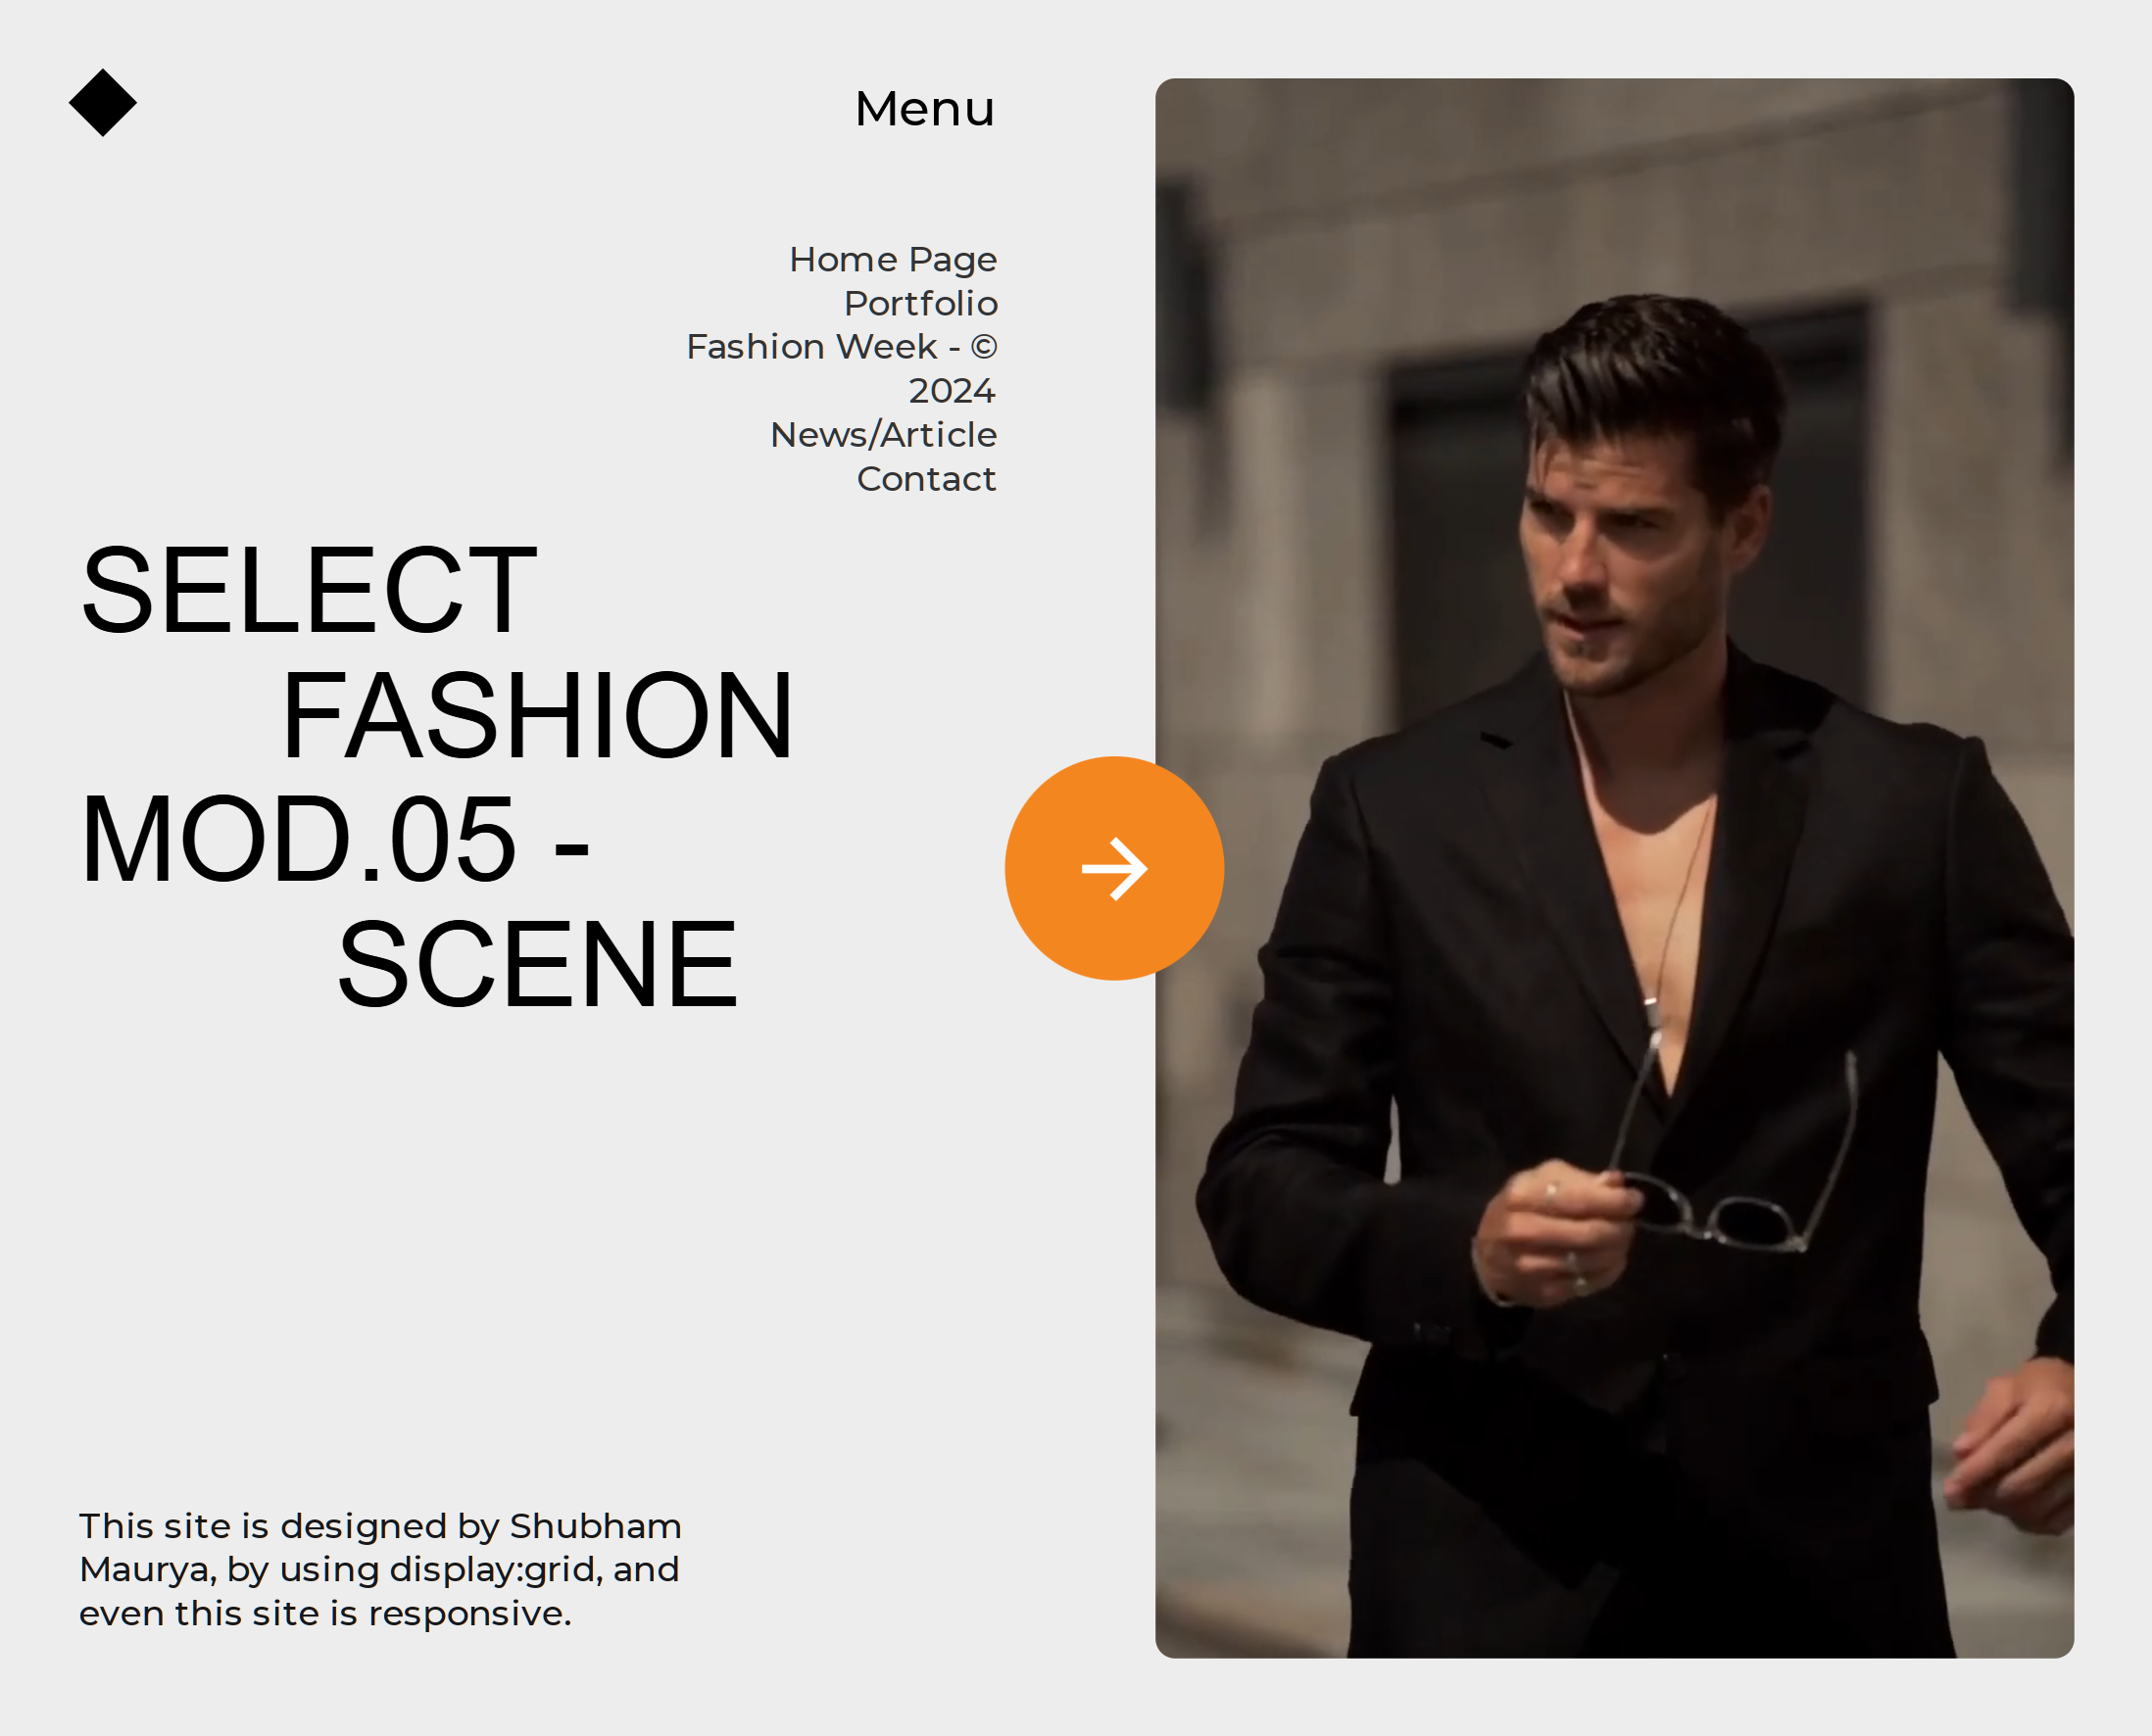 Menu
Home Page
Portfolio
Fashion Week - ©
2024
News/Article
Contact
SELECT
FASHION
MOD.05 -
SCENE
This site is designed by Shubham
Maurya, by using display:grid, and
even this site is responsive.